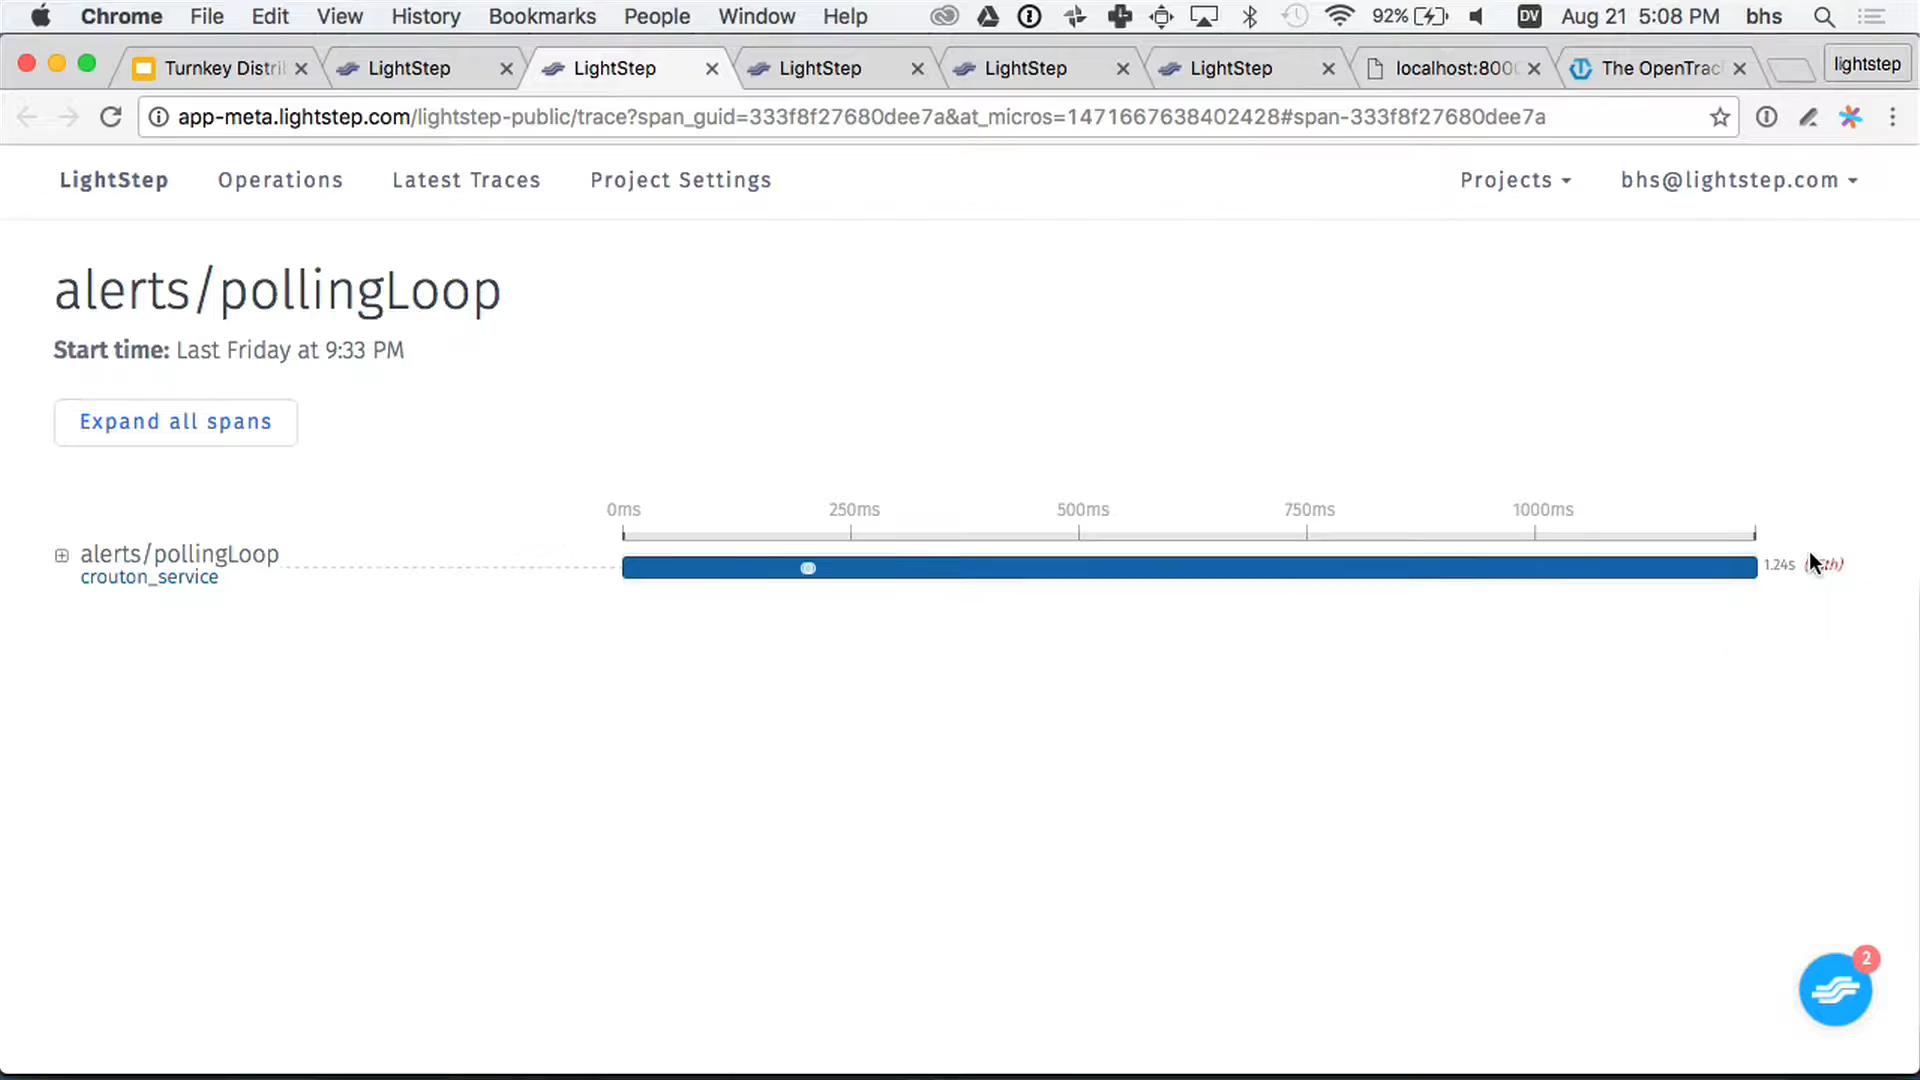 Chrome File Edit View History Bookmarks People Window Help 92% DV Aug 21 5:08 PM bhs
Turnkey Distri LightStep LightStep LightStep LightStep LightStep localhost:800 The OpenTrac lightstep
app-meta.lightstep.com/lightstep-public/trace?span_guid=333f8f27680dee7a&at_micros=1471667638402428#span-333f8f27680dee7a
LightStep Operations Latest Traces Project Settings Projects bhs@lightstep.com
alerts/pollingLoop
Start time: Last Friday at 9:33 PM
Expand all spans
0ms 250ms 500ms 750ms 1000ms
alerts/pollingLoop
crouton_service
1.24s
2